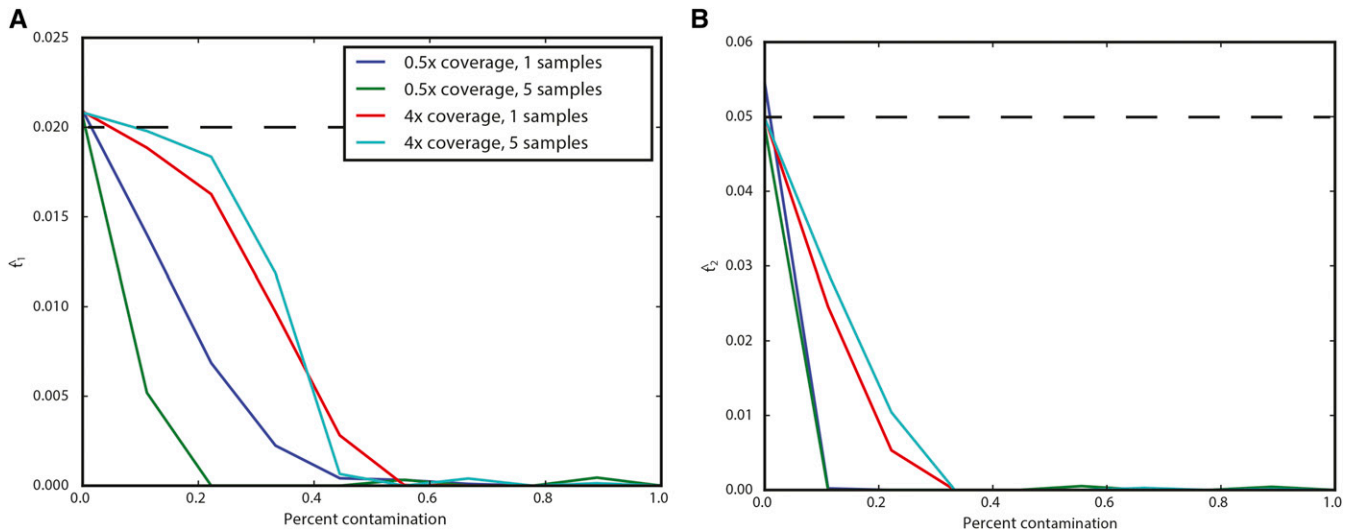 A
0.025
0.020
0.015
0.010
0.005
0.000
t̂₁
0.5x coverage, 1 samples
0.5x coverage, 5 samples
4x coverage, 1 samples
4x coverage, 5 samples
0.0 0.2 0.4 0.6 0.8 1.0
Percent contamination
B
0.06
0.05
0.04
0.03
0.02
0.01
0.00
t̂₂
0.0 0.2 0.4 0.6 0.8 1.0
Percent contamination